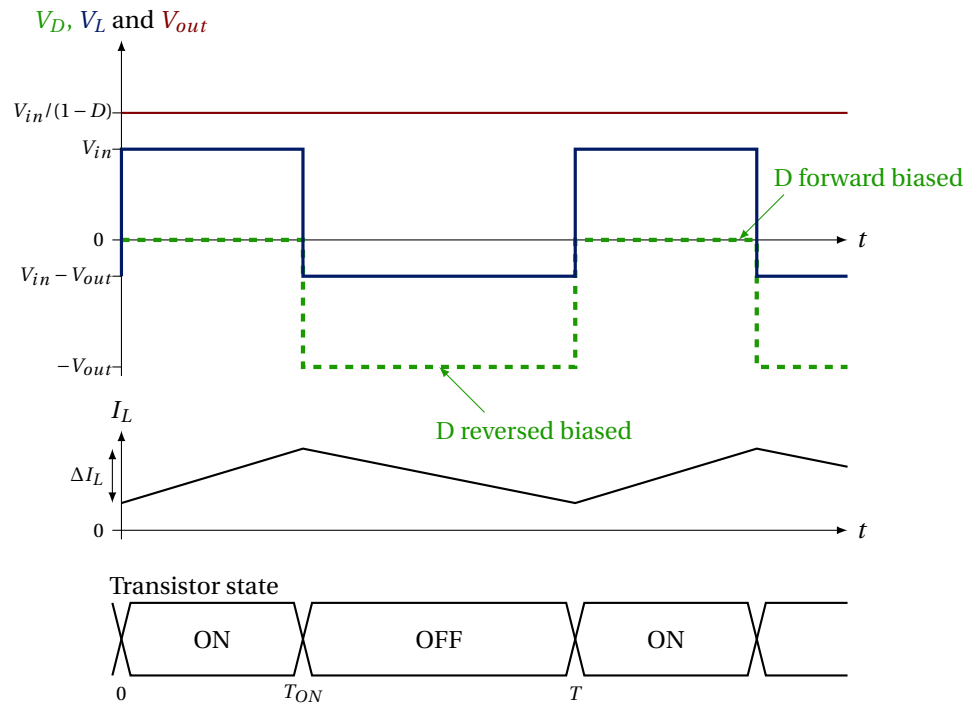 V_D, V_L and V_out
V_in/(1−D)
V_in
D forward biased
0
t
V_in − V_out
−V_out
D reversed biased
I_L
ΔI_L
0
t
Transistor state
ON OFF ON
0 T_ON T